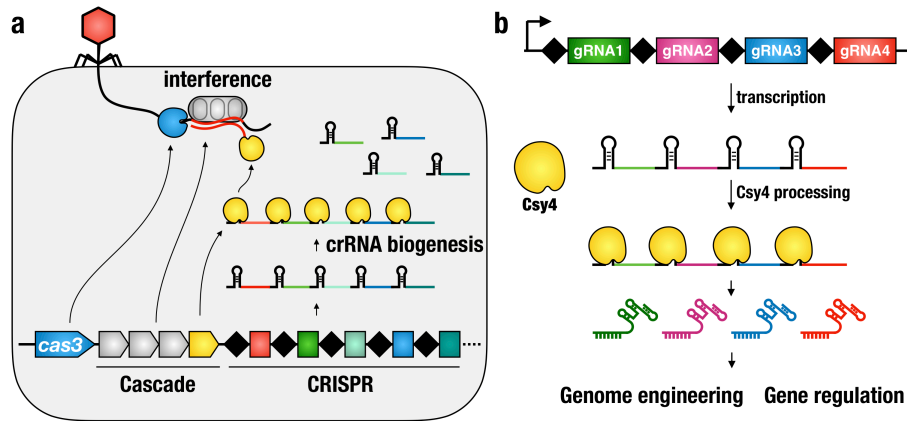 a
interference
crRNA biogenesis
cas3
Cascade
CRISPR
b
gRNA1
gRNA2
gRNA3
gRNA4
transcription
Csy4
Csy4 processing
Genome engineering
Gene regulation